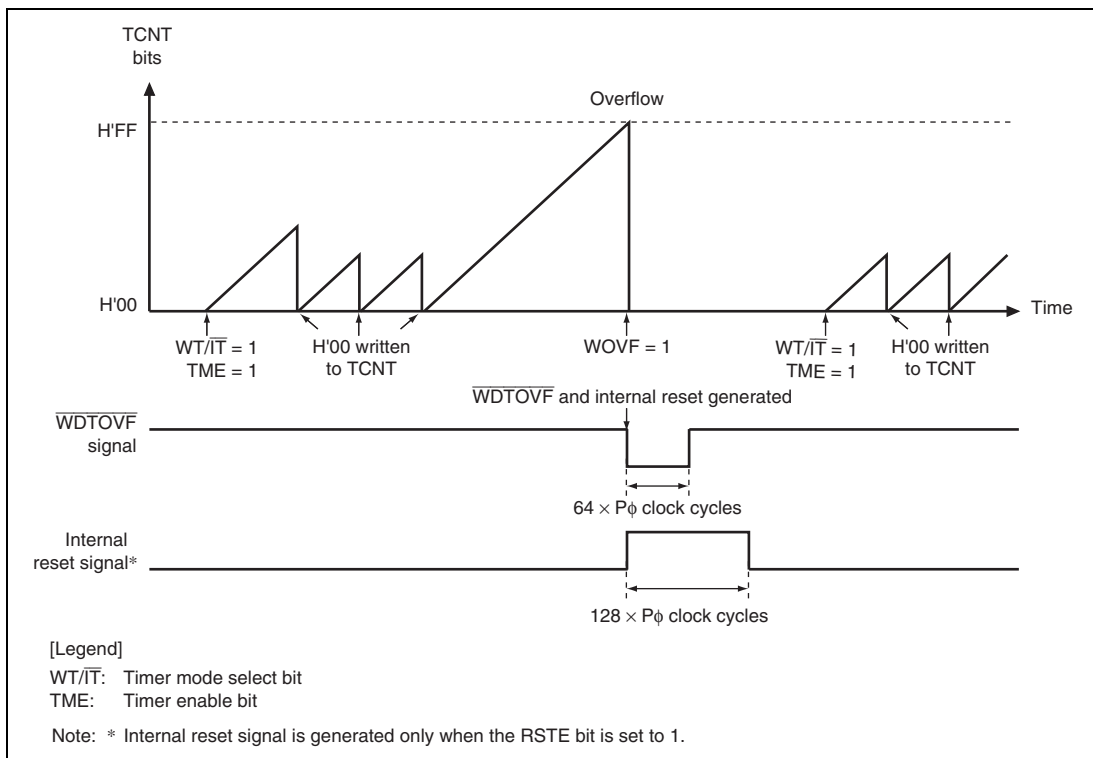 TCNT
bits
Overflow
H'FF
H'00
Time
WT/IT = 1
TME = 1
H'00 written
to TCNT
WOVF = 1
WT/IT = 1
TME = 1
H'00 written
to TCNT
WDTOVF and internal reset generated
WDTOVF
signal
64 × Pϕ clock cycles
Internal
reset signal*
128 × Pϕ clock cycles
[Legend]
WT/IT: Timer mode select bit
TME: Timer enable bit
Note: * Internal reset signal is generated only when the RSTE bit is set to 1.